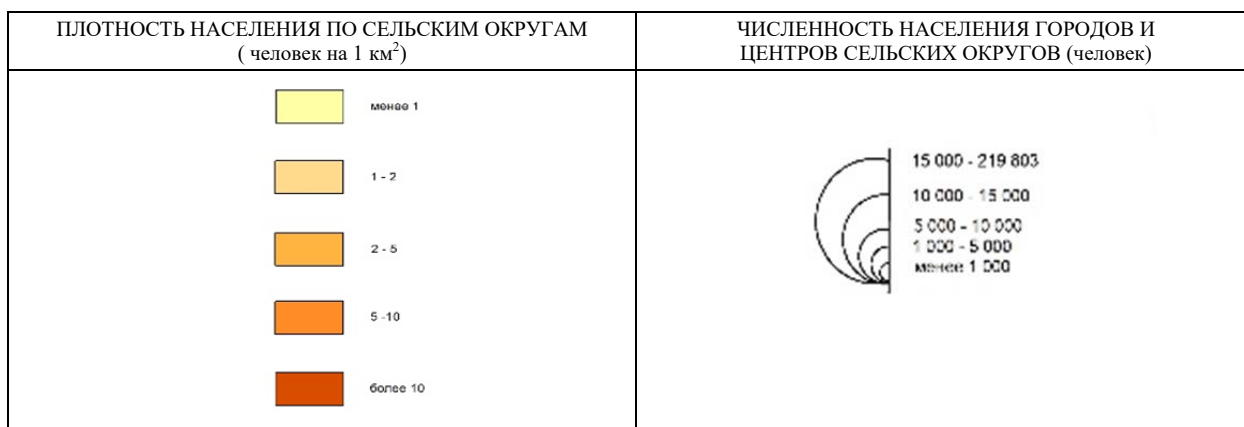 ПЛОТНОСТЬ НАСЕЛЕНИЯ ПО СЕЛЬСКИМ ОКРУГАМ
( человек на 1 км²)
ЧИСЛЕННОСТЬ НАСЕЛЕНИЯ ГОРОДОВ И
ЦЕНТРОВ СЕЛЬСКИХ ОКРУГОВ (человек)
менее 1
1 - 2
2 - 5
5 -10
более 10
15 000 - 219 803
10 000 - 15 000
5 000 - 10 000
1 000 - 5 000
менее 1 000